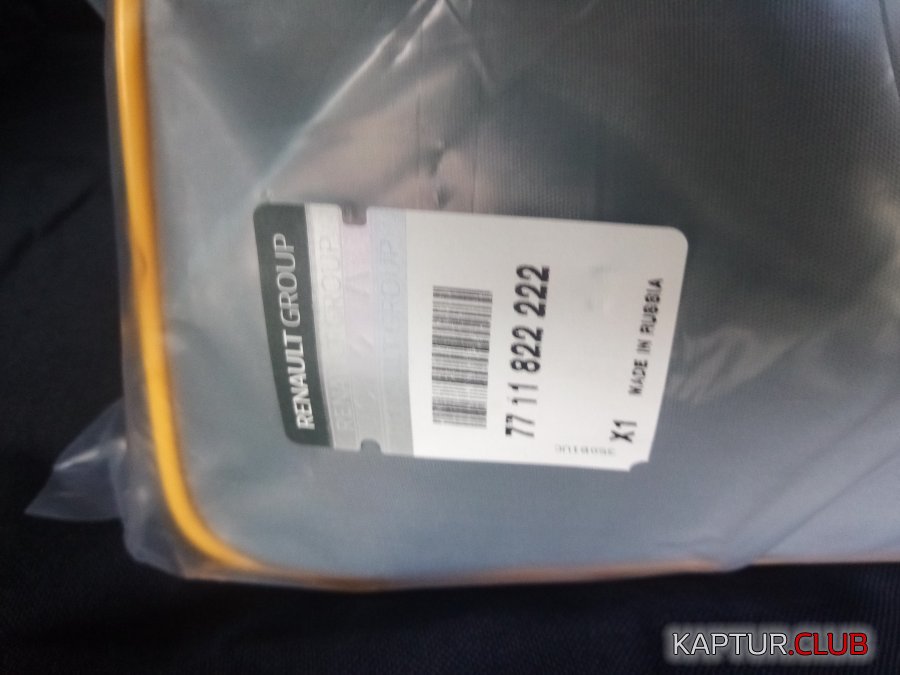 RENAULT GROUP
77 11 822 222
X1 MADE IN RUSSIA
KAPTUR.CLUB